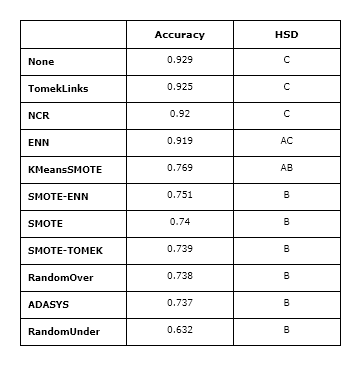 Accuracy HSD
None 0.929 C
TomekLinks 0.925 C
NCR 0.92 C
ENN 0.919 AC
KMeansSMOTE 0.769 AB
SMOTE-ENN 0.751 B
SMOTE 0.74 B
SMOTE-TOMEK 0.739 B
RandomOver 0.738 B
ADASYS 0.737 B
RandomUnder 0.632 B